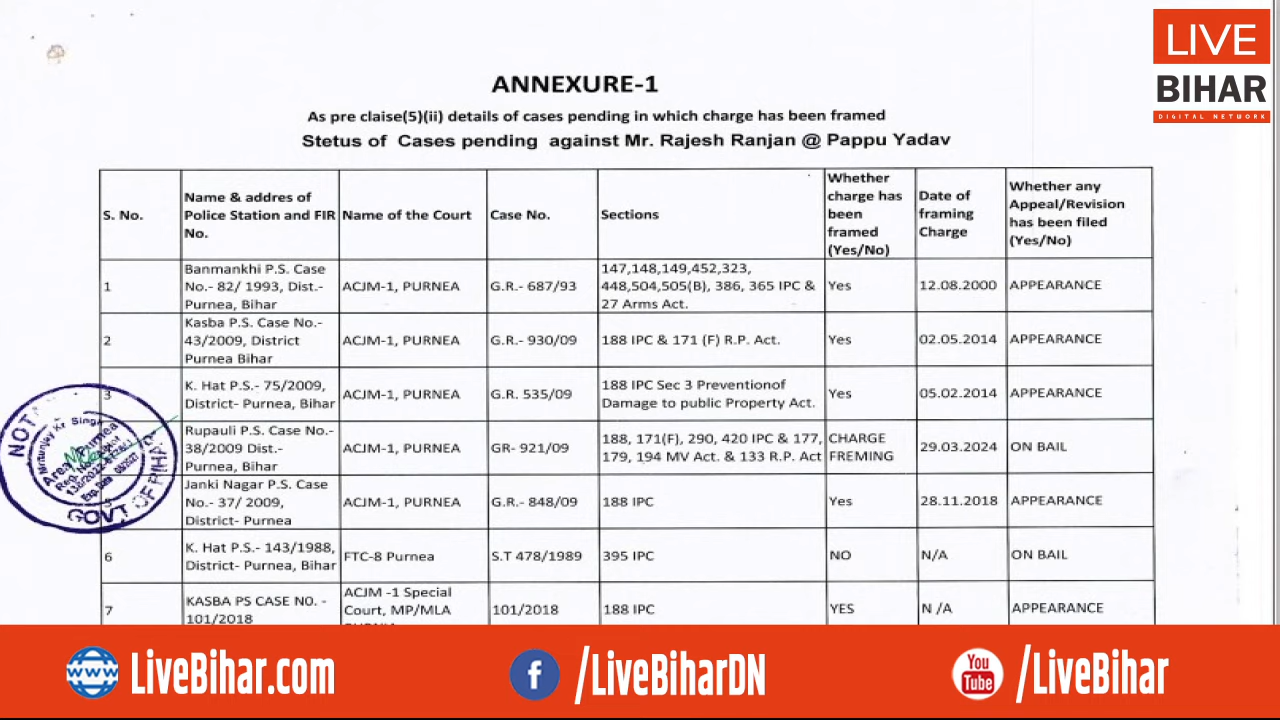 LIVE
BIHAR
DIGITAL NETWORK
ANNEXURE-1
As pre claise(5)(ii) details of cases pending in which charge has been framed
Stetus of Cases pending against Mr. Rajesh Ranjan @ Pappu Yadav
S. No. | Name & addres of Police Station and FIR No. | Name of the Court | Case No. | Sections | Whether charge has been framed (Yes/No) | Date of framing Charge | Whether any Appeal/Revision has been filed (Yes/No)
1 | Banmankhi P.S. Case No.- 82/ 1993, Dist.- Purnea, Bihar | ACJM-1, PURNEA | G.R.- 687/93 | 147,148,149,452,323, 448,504,505(B), 386, 365 IPC & 27 Arms Act. | Yes | 12.08.2000 | APPEARANCE
2 | Kasba P.S. Case No.- 43/2009, District Purnea Bihar | ACJM-1, PURNEA | G.R.- 930/09 | 188 IPC & 171 (F) R.P. Act. | Yes | 02.05.2014 | APPEARANCE
3 | K. Hat P.S.- 75/2009, District- Purnea, Bihar | ACJM-1, PURNEA | G.R. 535/09 | 188 IPC Sec 3 Preventionof Damage to public Property Act. | Yes | 05.02.2014 | APPEARANCE
Rupauli P.S. Case No.- 38/2009 Dist.- Purnea, Bihar | ACJM-1, PURNEA | GR- 921/09 | 188, 171(F), 290, 420 IPC & 177, 179, 194 MV Act. & 133 R.P. Act | CHARGE FREMING | 29.03.2024 | ON BAIL
5 | Janki Nagar P.S. Case No.- 37/ 2009, District- Purnea | ACJM-1, PURNEA | G.R.- 848/09 | 188 IPC | Yes | 28.11.2018 | APPEARANCE
6 | K. Hat P.S.- 143/1988, District- Purnea, Bihar | FTC-8 Purnea | S.T 478/1989 | 395 IPC | NO | N/A | ON BAIL
7 | KASBA PS CASE NO. - 101/2018 | ACJM -1 Special Court, MP/MLA | 101/2018 | 188 IPC | YES | N /A | APPEARANCE
Kr. Singh
Area Purnea
GOVT OF BIHAR
WWW
LiveBihar.com
f
/LiveBiharDN
You
Tube
/LiveBihar